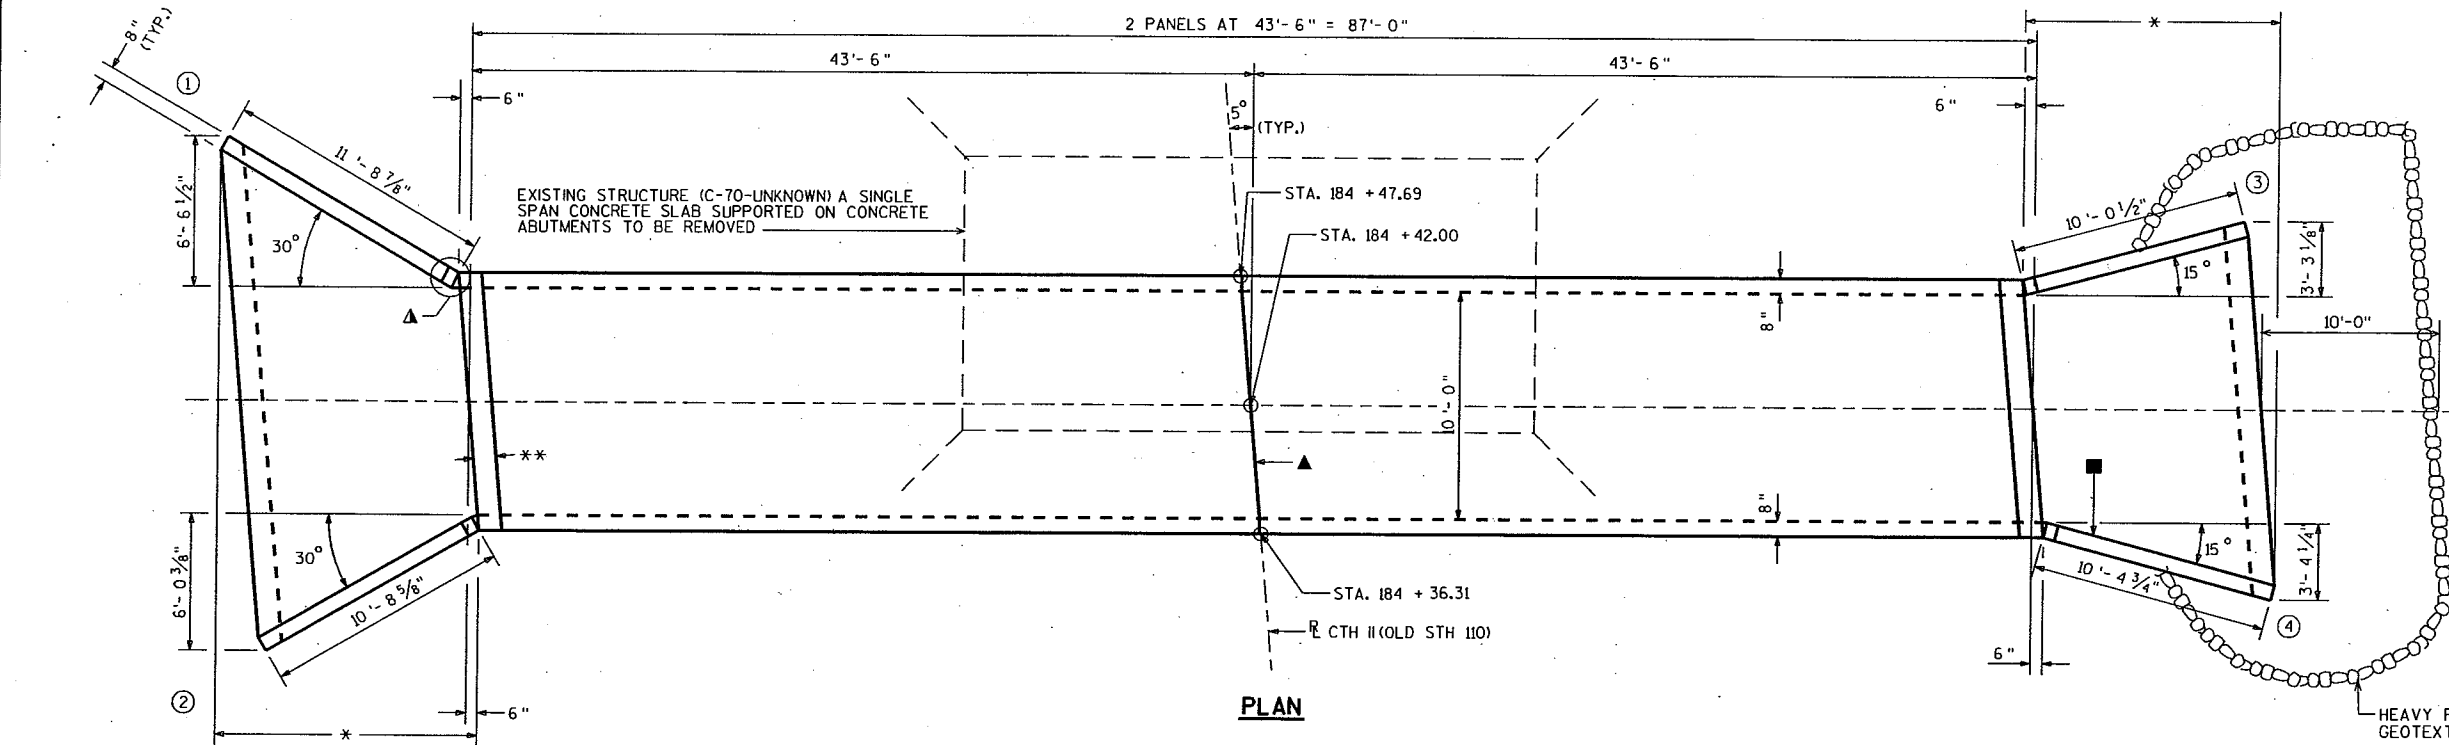 2 PANELS AT 43'-6" = 87'-0"
*
8"
(TYP.)
43'-6"
43'-6"
1
6"
6"
5°
(TYP.)
11'-8 7/8"
6'-6 1/2"
30°
EXISTING STRUCTURE (C-70-UNKNOWN) A SINGLE
SPAN CONCRETE SLAB SUPPORTED ON CONCRETE
ABUTMENTS TO BE REMOVED
STA. 184 + 47.69
STA. 184 + 42.00
3
10'-0 1/2"
15°
3'-3 1/8"
8"
10'-0"
10'-0"
**
8"
30°
6'-0 3/8"
10'-8 5/8"
15°
10'-4 3/4"
3'-4 1/4"
STA. 184 + 36.31
℞ CTH II (OLD STH 110)
4
2
6"
6"
PLAN
*
HEAVY
GEOTEXT